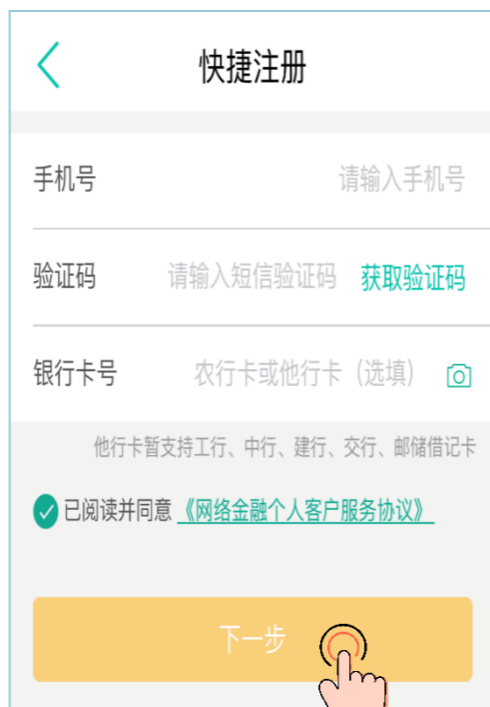 快捷注册
手机号 请输入手机号
验证码 请输入短信验证码 获取验证码
银行卡号 农行卡或他行卡（选填）
他行卡暂支持工行、中行、建行、交行、邮储借记卡
已阅读并同意《网络金融个人客户服务协议》
下一步